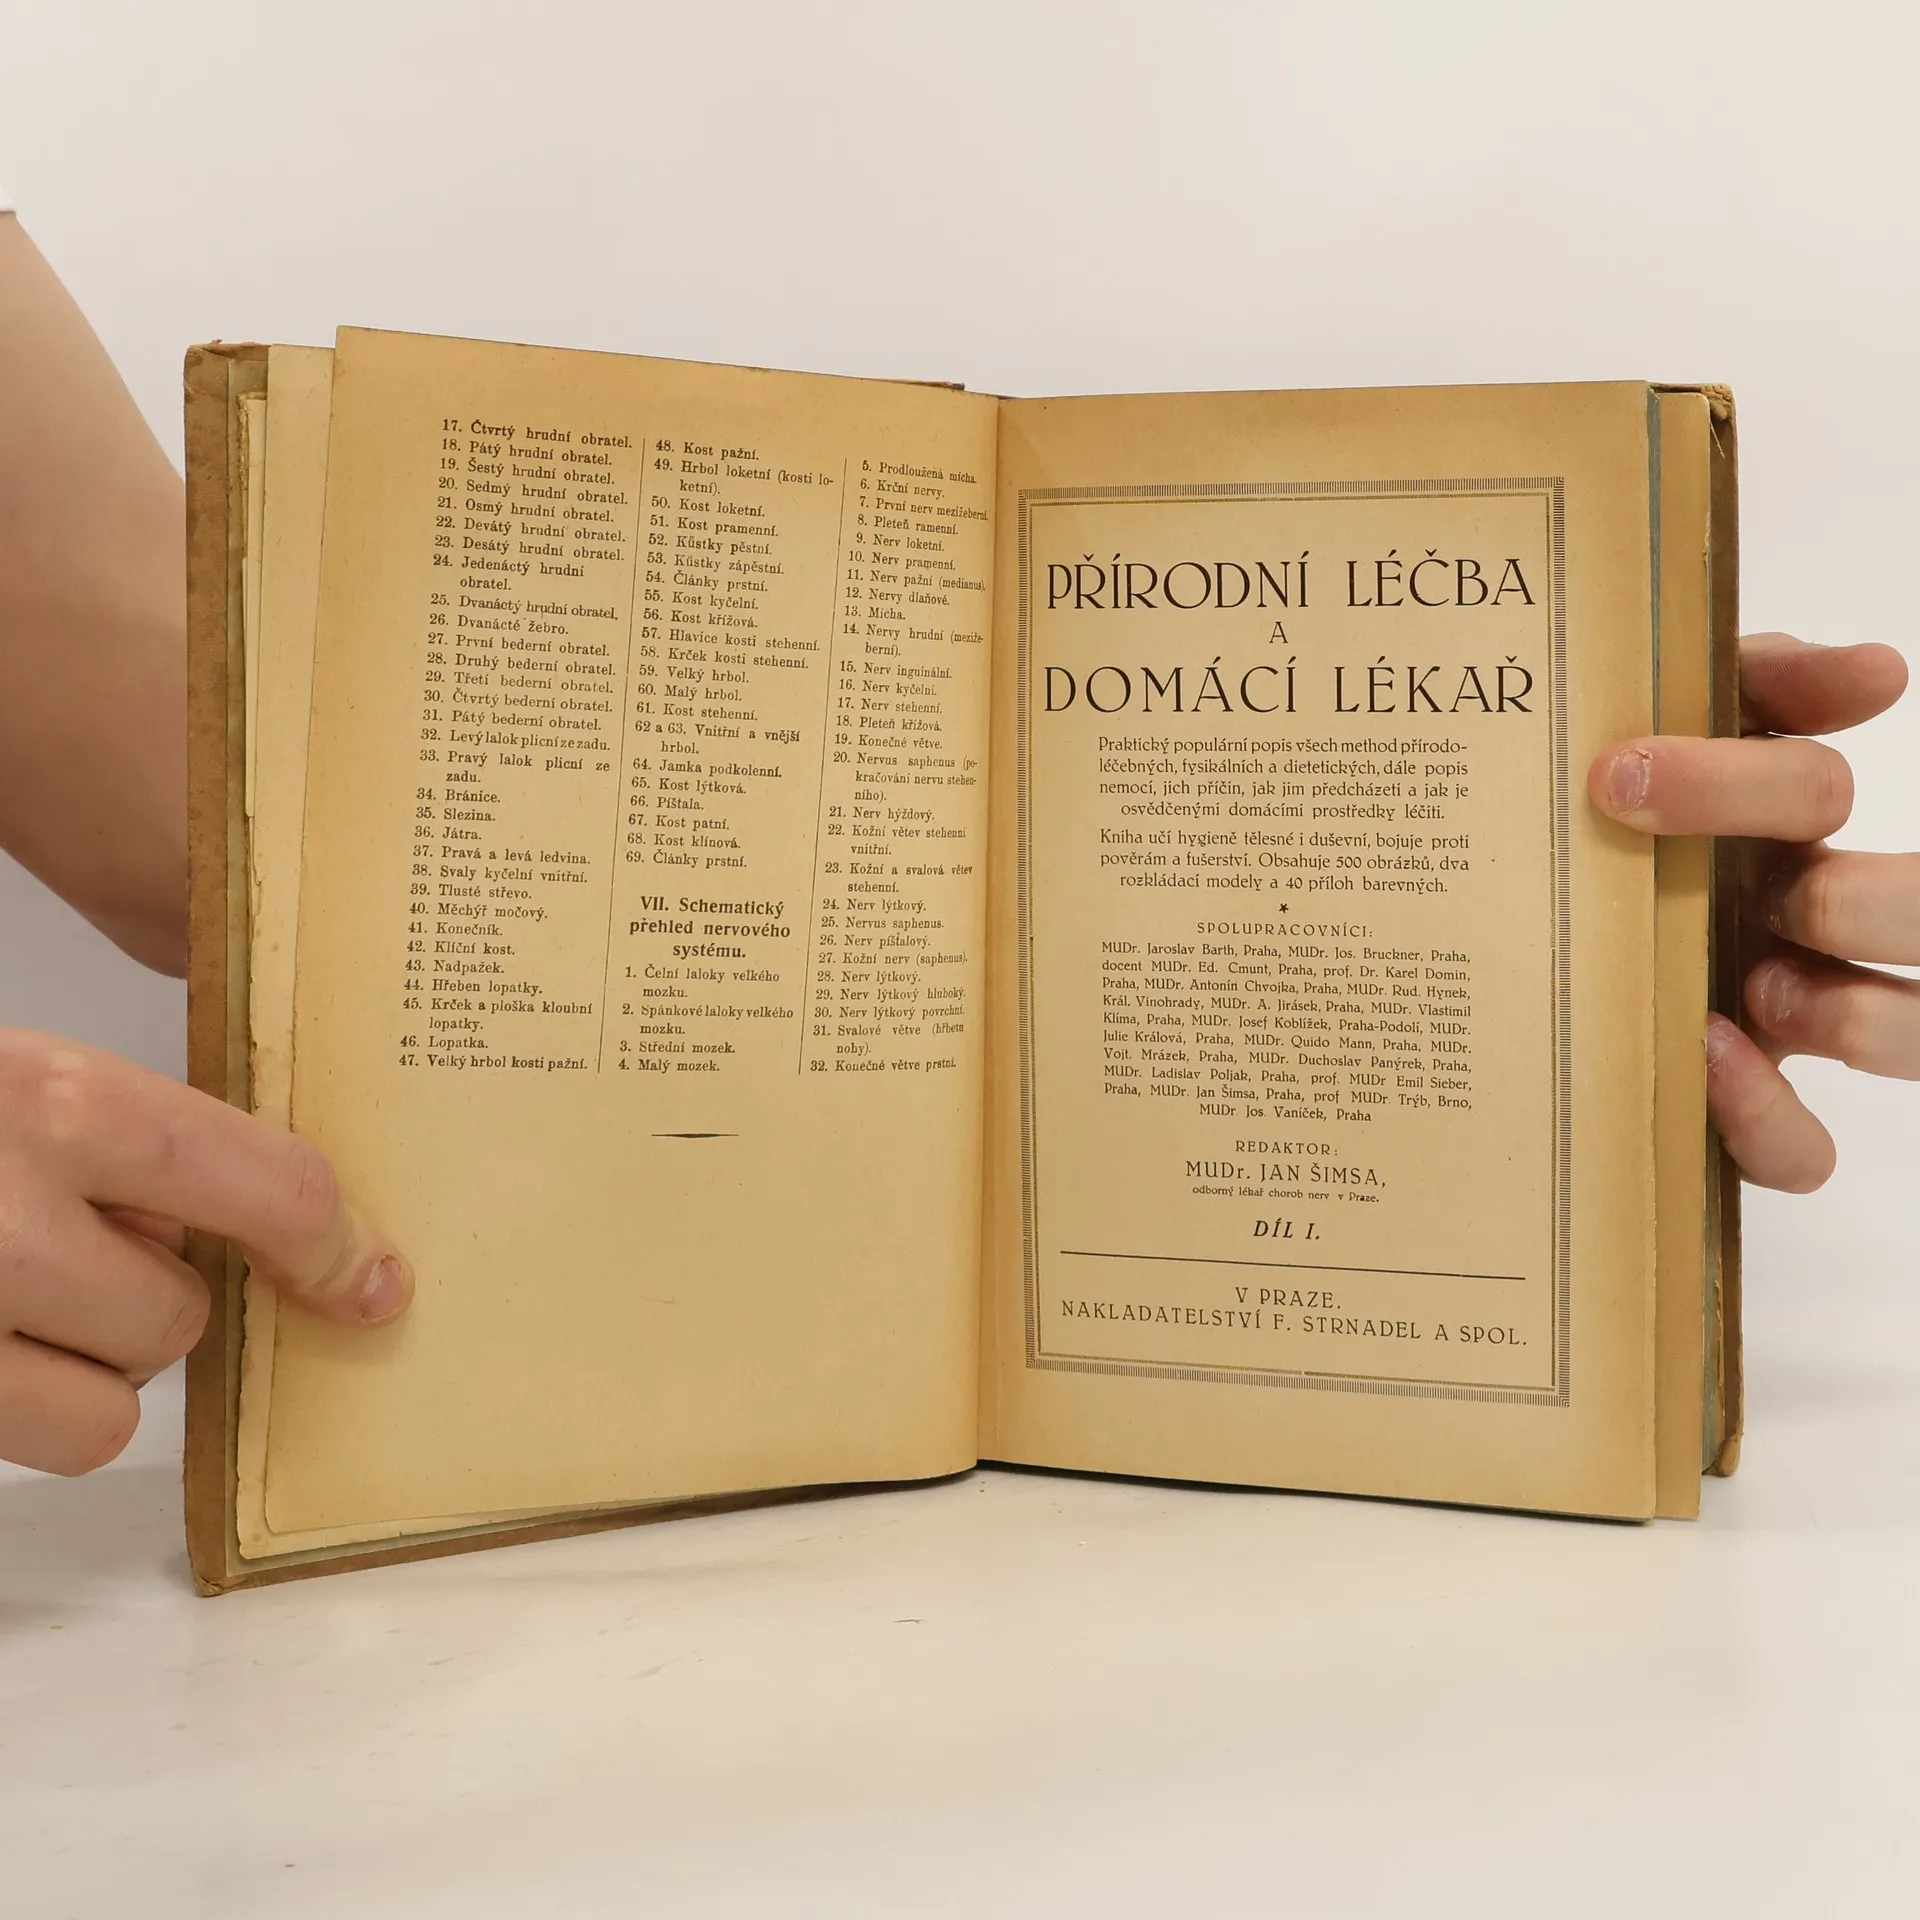 17. Čtvrtý hrudní obratel.
18. Pátý hrudní obratel.
19. Šestý hrudní obratel.
20. Sedmý hrudní obratel.
21. Osmý hrudní obratel.
22. Devátý hrudní obratel.
23. Desátý hrudní obratel.
24. Jedenáctý hrudní
obratel.
25. Dvanáctý hrudní obratel.
26. Dvanácté žebro.
27. První bederní obratel.
28. Druhý bederní obratel.
29. Třetí bederní obratel.
30. Čtvrtý bederní obratel.
31. Pátý bederní obratel.
32. Levý lalok plicní ze zadu.
33. Pravý lalok plicní ze
zadu.
34. Bránice.
35. Slezina.
36. Játra.
37. Pravá a levá ledvina.
38. Svaly kyčelní vnitřní.
39. Tlusté střevo.
40. Měchýř močový.
41. Konečník.
42. Klíční kost.
43. Nadpažek.
44. Hřeben lopatky.
45. Krček a ploška kloubní
lopatky.
46. Lopatka.
47. Velký hrbol kosti pažní.
48. Kost pažní.
49. Hrbol loketní (kosti lo-
ketní).
50. Kost loketní.
51. Kost pramenní.
52. Kůstky pěstní.
53. Kůstky zápěstní.
54. Články prstní.
55. Kost kyčelní.
56. Kost křížová.
57. Hlavice kosti stehenní.
58. Krček kosti stehenní.
59. Velký hrbol.
60. Malý hrbol.
61. Kost stehenní.
62 a 63. Vnitřní a vnější
hrbol.
64. Jamka podkolenní.
65. Kost lýtková.
66. Píštala.
67. Kost patní.
68. Kost klínová.
69. Články prstní.
VII. Schematický
přehled nervového
systému.
1. Čelní laloky velkého
mozku.
2. Spánkové laloky velkého
mozku.
3. Střední mozek.
4. Malý mozek.
5. Prodloužená mícha.
6. Krční nervy.
7. První nerv mezižeberní.
8. Pleteň ramenní.
9. Nerv loketní.
10. Nerv pramenní.
11. Nerv pažní (medianus).
12. Nervy dlaňové.
13. Mícha.
14. Nervy hrudní (meziže-
berní).
15. Nerv inguinální.
16. Nerv kyčelní.
17. Nerv stehenní.
18. Pleteň křížová.
19. Konečné větve.
20. Nervus saphenus (po-
kračování nervu stehen-
ního).
21. Nerv hýžďový.
22. Kožní větev stehenní
vnitřní.
23. Kožní a svalová větev
stehenní.
24. Nerv lýtkový.
25. Nervus saphenus.
26. Nerv píšťalový.
27. Kožní nerv (saphenus).
28. Nerv lýtkový.
29. Nerv lýtkový hluboký.
30. Nerv lýtkový povrchní.
31. Svalové větve (hřbetu
nohy).
32. Konečné větve prstní.
PŘÍRODNÍ LÉČBA
A
DOMÁCÍ LÉKAŘ
Praktický populární popis všech method přírodo-
léčebných, fysikálních a dietetických, dále popis
nemocí, jich příčin, jak jim předcházeti a jak je
osvědčenými domácími prostředky léčiti.
Kniha učí hygieně tělesné i duševní, bojuje proti
pověrám a fušerství. Obsahuje 500 obrázků, dva
rozkládací modely a 40 příloh barevných.
*
SPOLUPRACOVNÍCI:
MUDr. Jaroslav Barth, Praha, MUDr. Jos. Bruckner, Praha,
docent MUDr. Ed. Cmunt, Praha, prof. Dr. Karel Domin,
Praha, MUDr. Antonín Chvojka, Praha, MUDr. Rud. Hynek,
Král. Vinohrady, MUDr. A. Jirásek, Praha, MUDr. Vlastimil
Klíma, Praha, MUDr. Josef Koblížek, Praha-Podolí, MUDr.
Julie Králová, Praha, MUDr. Quido Mann, Praha, MUDr.
Vojt. Mrázek, Praha, MUDr. Duchoslav Panýrek, Praha,
MUDr. Ladislav Poljak, Praha, prof. MUDr Emil Sieber,
Praha, MUDr. Jan Šimsa, Praha, prof MUDr. Trýb, Brno,
MUDr. Jos. Vaníček, Praha
REDAKTOR:
MUDr. JAN ŠIMSA,
odborný lékař chorob nerv v Praze.
DÍL I.
V PRAZE.
NAKLADATELSTVÍ F. STRNADEL A SPOL.